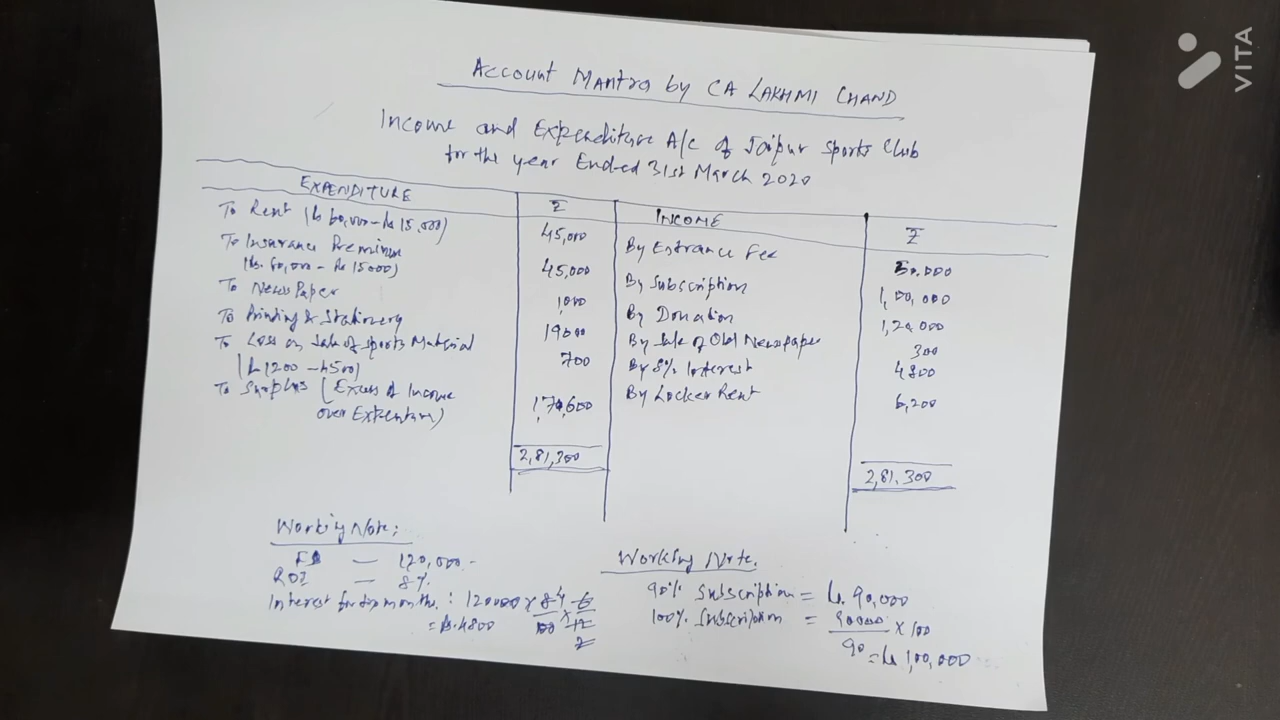 VITA
Account Mantra by CA LAKHMI CHAND
Income and Expenditure A/c of Jaipur Sports Club
for the year Ended 31st March 2020
EXPENDITURE ₹ INCOME ₹
To Rent (Rs 60,000 - Rs 15,000) 45,000 By Entrance Fee 50,000
To Insurance Premium
(Rs. 60,000 - Rs 15000) 45,000 By Subscription 1,00,000
To News Paper 1,000 By Donation 1,20,000
To Printing & Stationery 19000 By Sale of Old Newspaper 300
To Loss on Sale of Sports Material
(Rs 1200 - Rs 500) 700 By 8% Interest 4800
To Surplus (Excess of Income
over Expenditure) 1,70,600 By Locker Rent 6,200
2,81,300 2,81,300
Working Note:
FD — 120,000.-
ROI — 8%
Interest for six months : 120000 x 8 4 6
= Rs. 4800 100 x 12
2
Working Note.
90% Subscription = Rs. 90,000
100% Subscription = 90000 x 100
90
= Rs 1,00,000